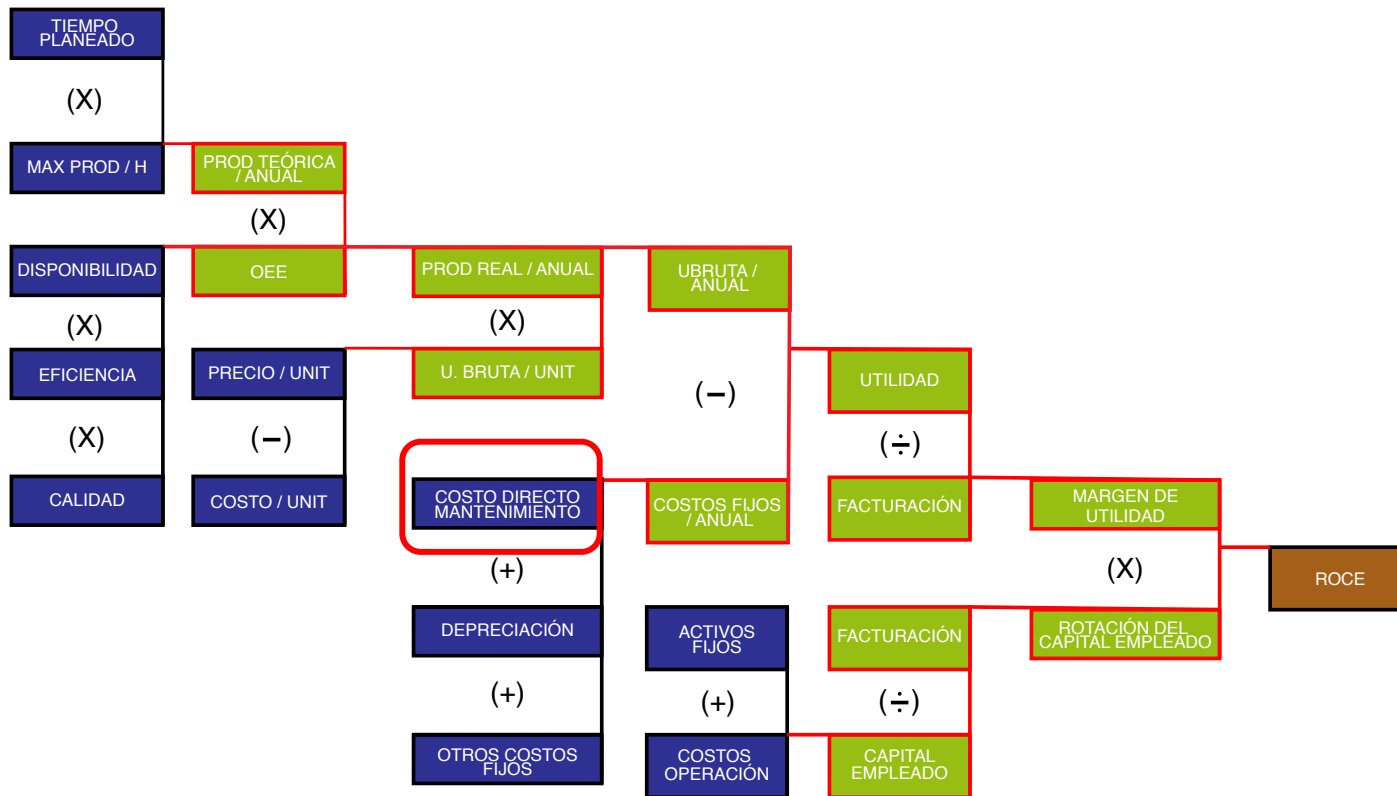 TIEMPO
PLANEADO
(X)
MAX PROD / H
PROD TEÓRICA
/ ANUAL
(X)
DISPONIBILIDAD
OEE
PROD REAL / ANUAL
UBRUTA /
ANUAL
(X)
(X)
EFICIENCIA
PRECIO / UNIT
U. BRUTA / UNIT
(−)
UTILIDAD
(X)
(−)
(÷)
CALIDAD
COSTO / UNIT
COSTO DIRECTO
MANTENIMIENTO
COSTOS FIJOS
/ ANUAL
FACTURACIÓN
MARGEN DE
UTILIDAD
(+)
(X)
ROCE
DEPRECIACIÓN
ACTIVOS
FIJOS
FACTURACIÓN
ROTACIÓN DEL
CAPITAL EMPLEADO
(+)
(+)
(÷)
OTROS COSTOS
FIJOS
COSTOS
OPERACIÓN
CAPITAL
EMPLEADO